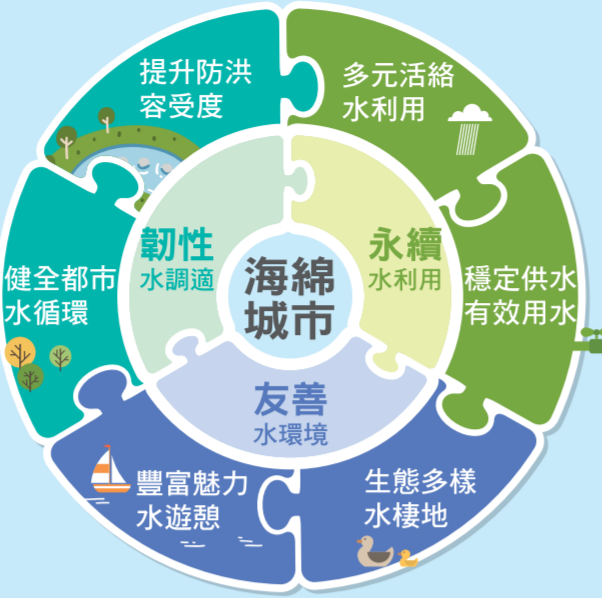 提升防洪
容受度
多元活絡
水利用
健全都市
水循環
韌性
水調適
海綿
城市
永續
水利用
穩定供水
有效用水
友善
水環境
豐富魅力
水遊憩
生態多樣
水棲地